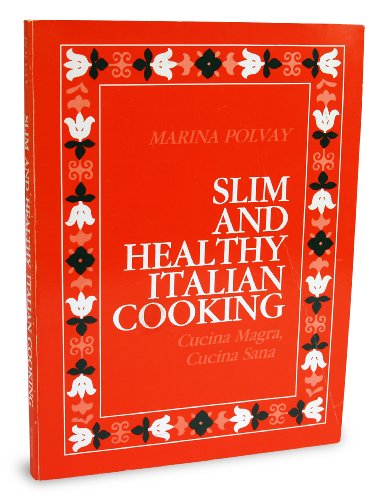 MARINA POLVAY
SLIM
AND
HEALTHY
ITALIAN
COOKING
Cucina Magra,
Cucina Sana
SLIM AND HEALTHY ITALIAN COOKING